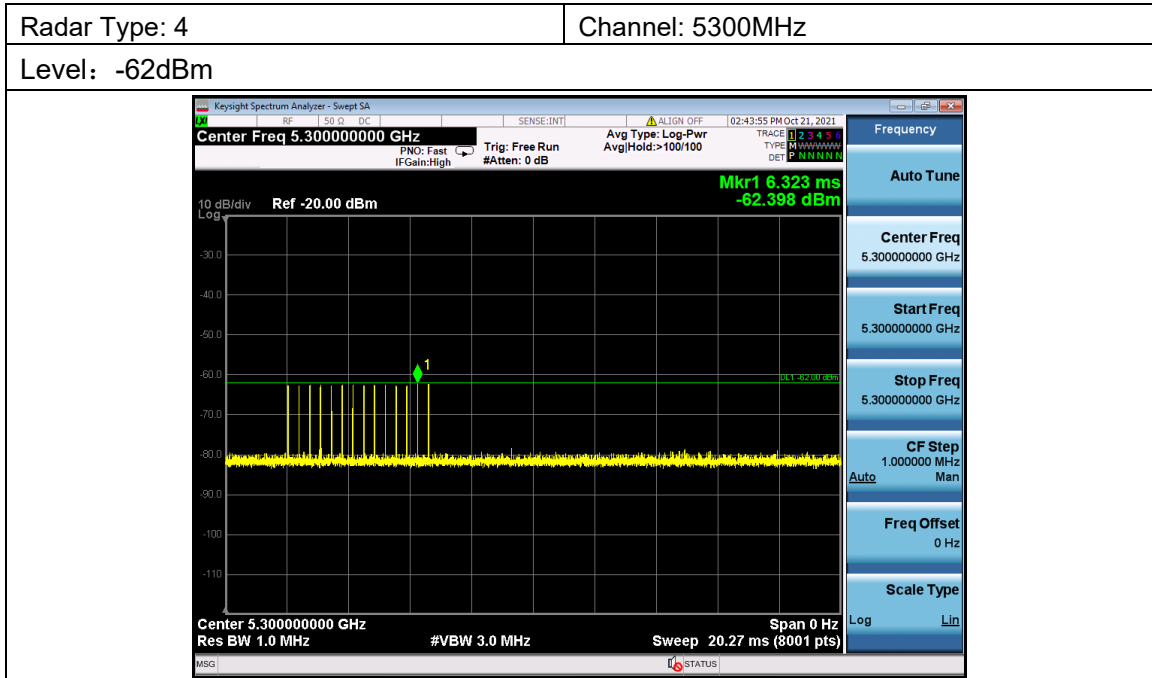 Radar Type: 4
Channel: 5300MHz
Level：-62dBm
Keysight Spectrum Analyzer - Swept SA
LXI RF 50 Ω DC SENSE:INT ALIGN OFF 02:43:55 PM Oct 21, 2021
Center Freq 5.300000000 GHz
PNO: Fast
IFGain:High
Trig: Free Run
#Atten: 0 dB
Avg Type: Log-Pwr
Avg|Hold:>100/100
TRACE 1 2 3 4 5 6
TYPE M WWWWW
DET P N N N N N
Mkr1 6.323 ms
-62.398 dBm
10 dB/div Ref -20.00 dBm
Log
-30.0
-40.0
-50.0
-60.0
-70.0
-80.0
-90.0
-100
-110
1
DL1 -62.00 dBm
Center 5.300000000 GHz Span 0 Hz
Res BW 1.0 MHz #VBW 3.0 MHz Sweep 20.27 ms (8001 pts)
MSG STATUS
Frequency
Auto Tune
Center Freq
5.300000000 GHz
Start Freq
5.300000000 GHz
Stop Freq
5.300000000 GHz
CF Step
1.000000 MHz
Auto Man
Freq Offset
0 Hz
Scale Type
Log Lin